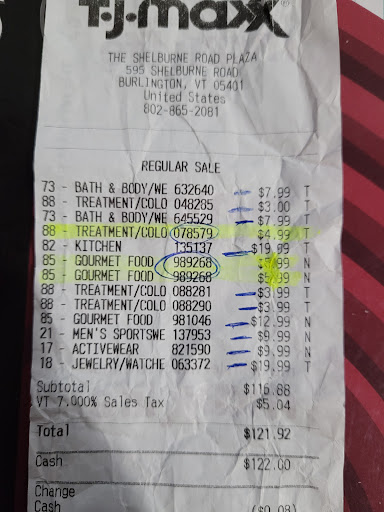 T·J·maxx®
THE SHELBURNE ROAD PLAZA
595 SHELBURNE ROAD
BURLINGTON, VT 05401
United States
802-865-2081
REGULAR SALE
73 - BATH & BODY/WE 632640 $7.99 T
88 - TREATMENT/COLO 048285 $3.00 T
73 - BATH & BODY/WE 645529 $7.99 T
88 - TREATMENT/COLO 078579 $4.99 T
82 - KITCHEN 135137 $19.99 T
85 - GOURMET FOOD 989268 N
85 - GOURMET FOOD 989268 $5.99 N
88 - TREATMENT/COLO 088281 $3.99 T
88 - TREATMENT/COLO 088290 $3.99 T
85 - GOURMET FOOD 981046 $12.99 N
21 - MEN'S SPORTSWE 137953 $9.99 N
17 - ACTIVEWEAR 821590 $9.99 N
18 - JEWELRY/WATCHE 063372 $19.99 T
Subtotal $116.88
VT 7.000% Sales Tax $5.04
Total $121.92
Cash $122.00
Change
Cash ($0.08)